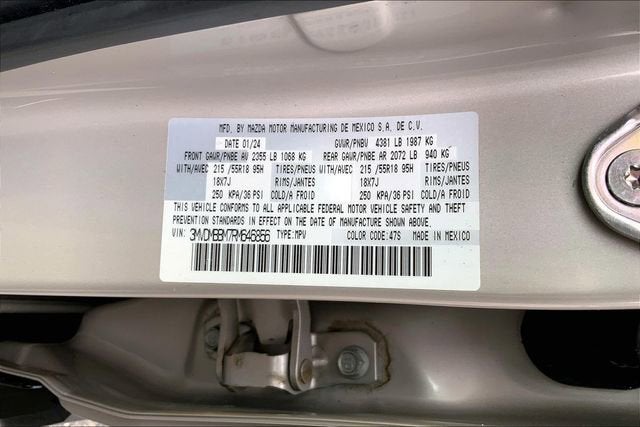 MFD. BY MAZDA MOTOR MANUFACTURING DE MEXICO S.A. DE C.V.
DATE 01/24 GVWR/PNBV 4381 LB 1987 KG
FRONT GAWR/PNBE AV 2355 LB 1068 KG REAR GAWR/PNBE AR 2072 LB 940 KG
WITH/AVEC 215 /55R18 95H TIRES/PNEUS WITH/AVEC 215 /55R18 95H TIRES/PNEUS
18X7J RIMS/JANTES 18X7J RIMS/JANTES
250 KPA/36 PSI COLD/A FROID 250 KPA/36 PSI COLD/A FROID
THIS VEHICLE CONFORMS TO ALL APPLICABLE FEDERAL MOTOR VEHICLE SAFETY AND THEFT
PREVENTION STANDARDS IN EFFECT ON THE DATE OF MANUFACTURE SHOWN ABOVE.
VIN: 3MVDMBBM7RM646856 TYPE:MPV COLOR CODE:47S MADE IN MEXICO